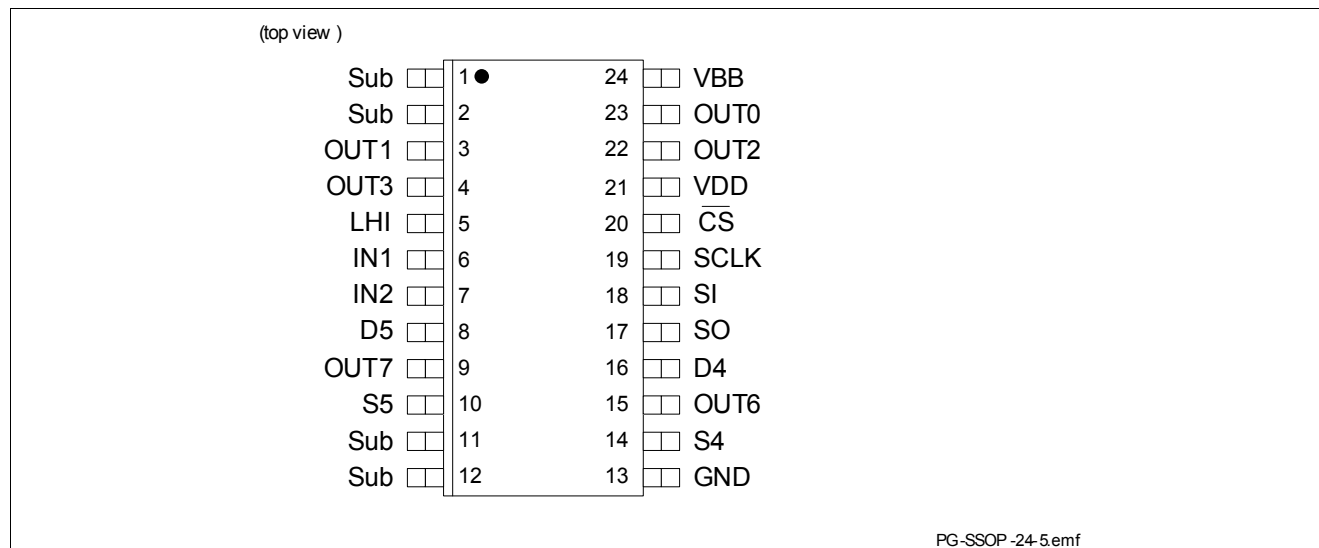 (top view )
Sub 1 24 VBB
Sub 2 23 OUT0
OUT1 3 22 OUT2
OUT3 4 21 VDD
LHI 5 20 C̅S̅
IN1 6 19 SCLK
IN2 7 18 SI
D5 8 17 SO
OUT7 9 16 D4
S5 10 15 OUT6
Sub 11 14 S4
Sub 12 13 GND
PG-SSOP-24-5.emf